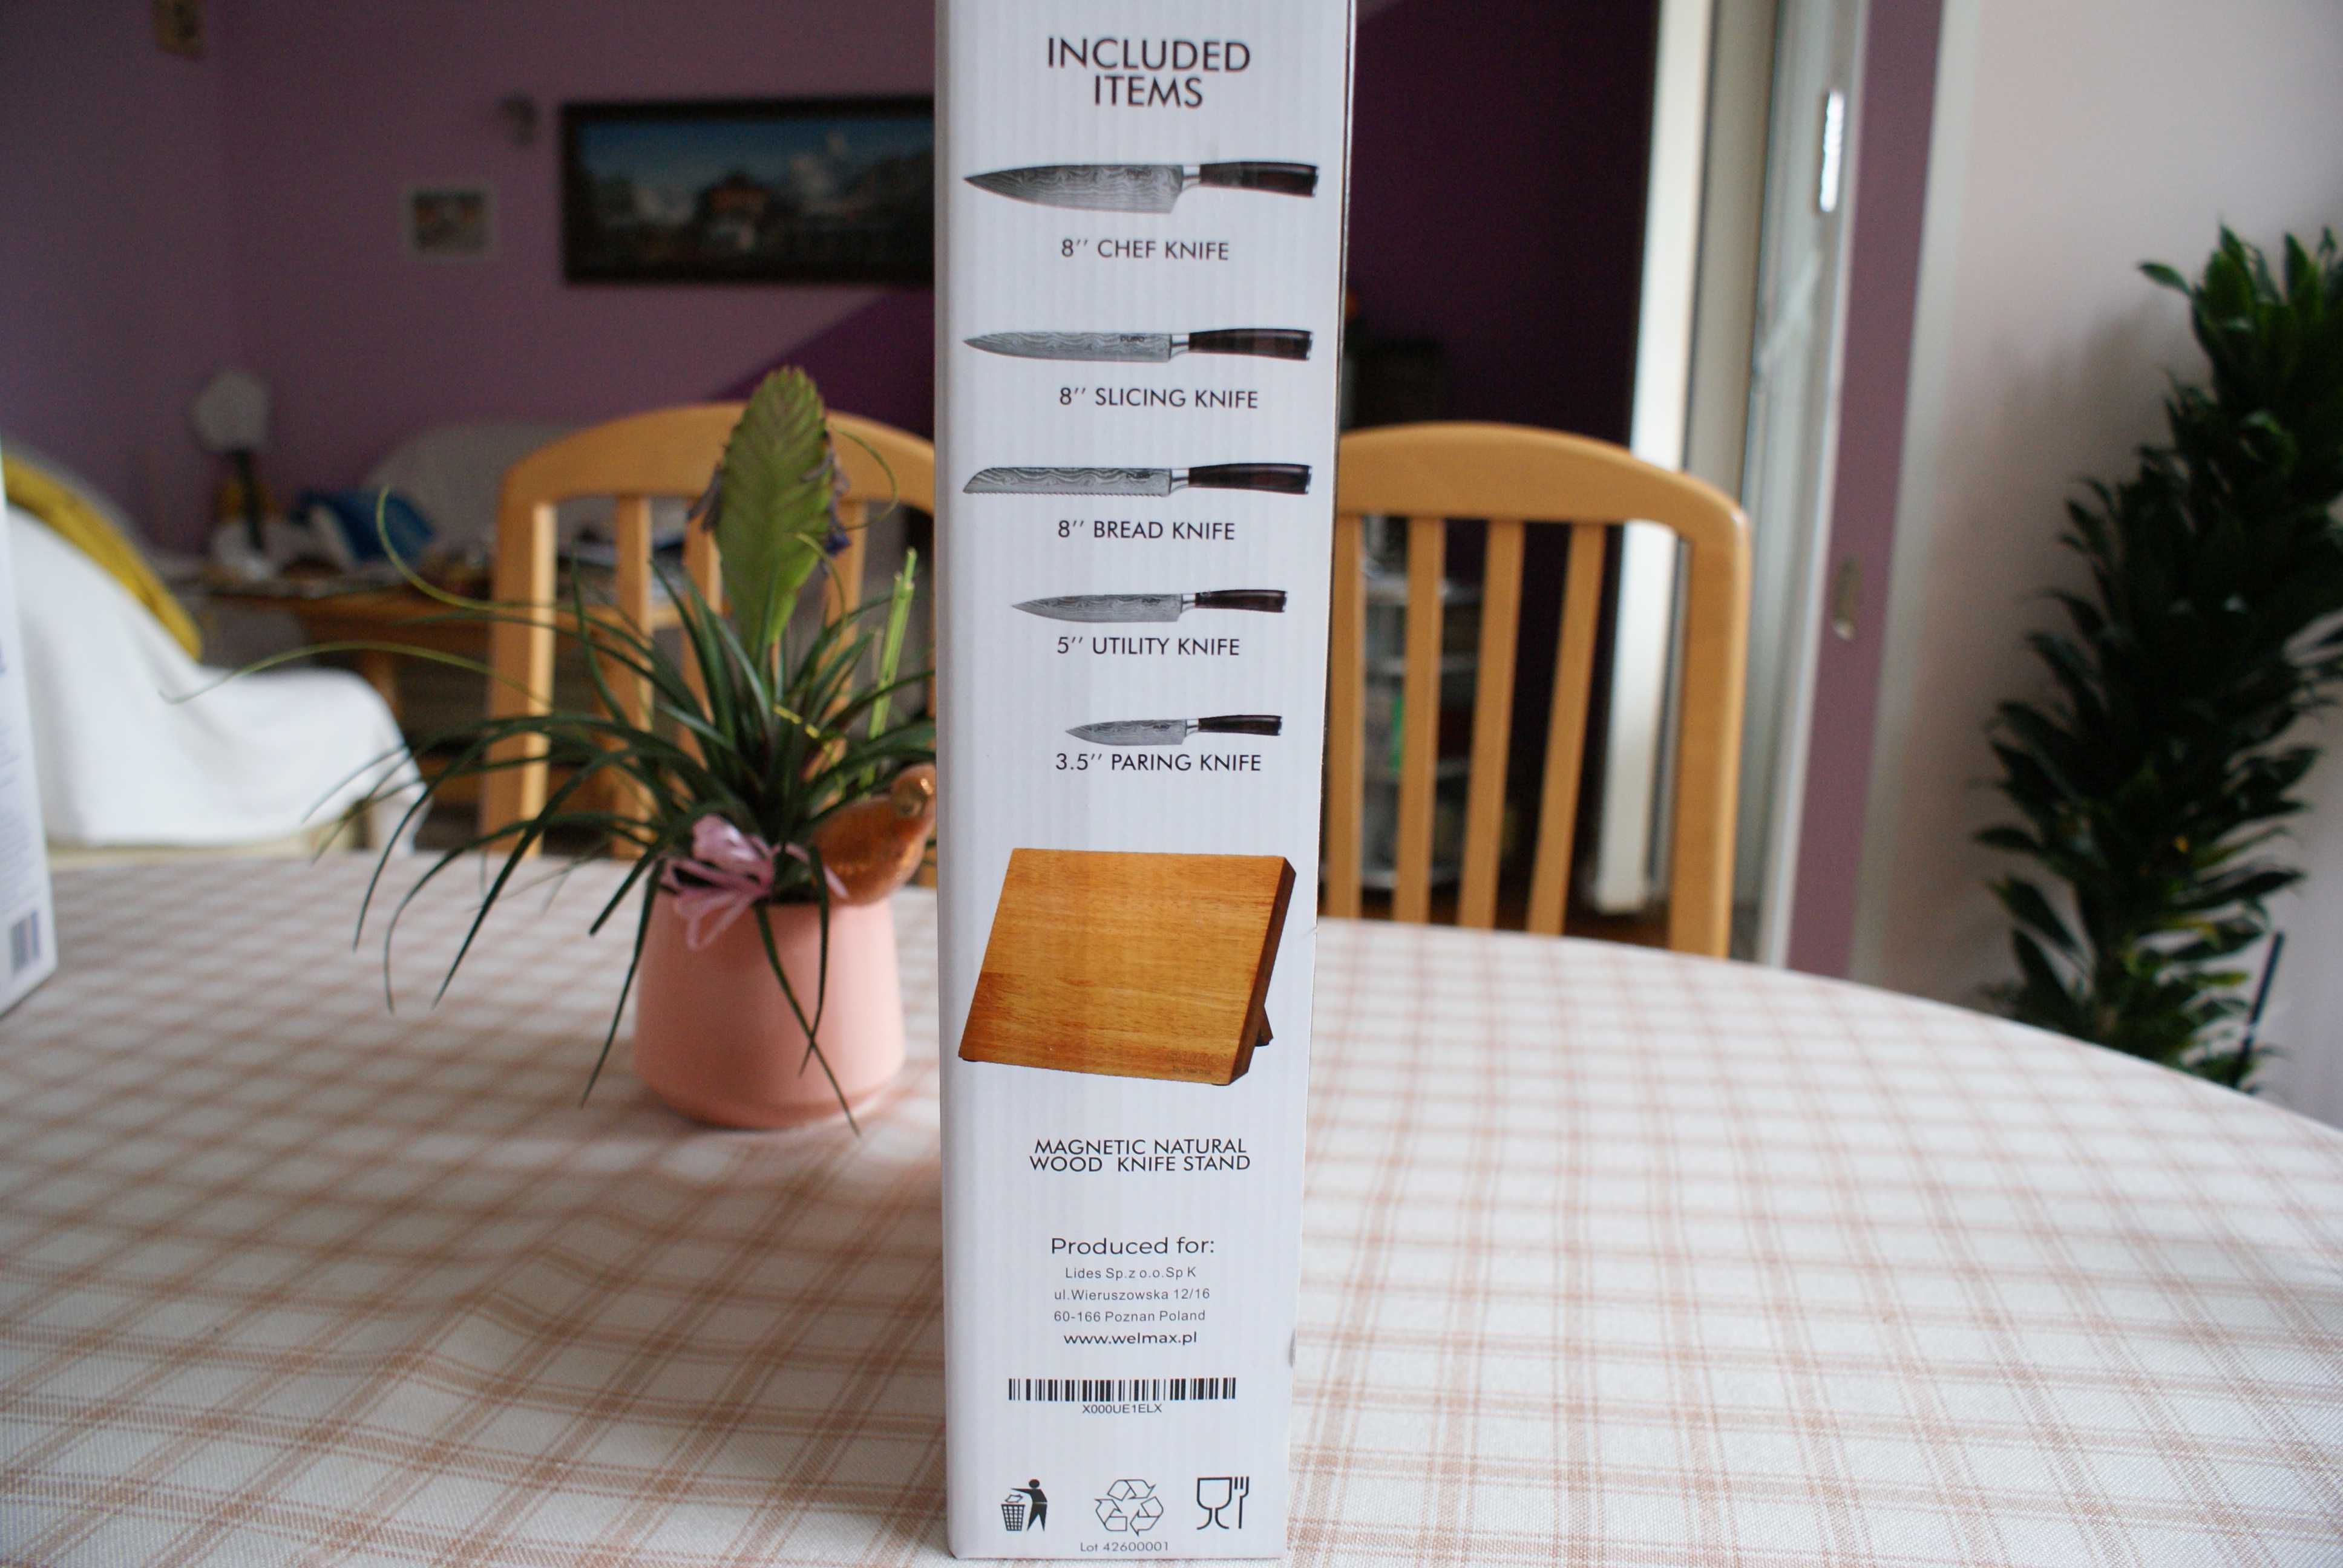 INCLUDED
ITEMS
8'' CHEF KNIFE
8'' SLICING KNIFE
8'' BREAD KNIFE
5'' UTILITY KNIFE
3.5'' PARING KNIFE
MAGNETIC NATURAL
WOOD KNIFE STAND
Produced for:
Lides Sp.z o.o.Sp K
ul.Wieruszowska 12/16
60-166 Poznan Poland
www.welmax.pl
X000UE1ELX
Lot 42600001